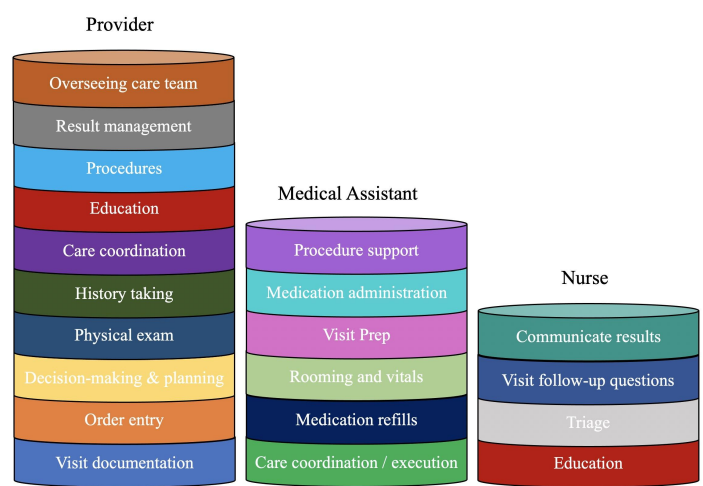 Provider
Overseeing care team
Result management
Procedures
Education
Care coordination
History taking
Physical exam
Decision-making & planning
Order entry
Visit documentation
Medical Assistant
Procedure support
Medication administration
Visit Prep
Rooming and vitals
Medication refills
Care coordination / execution
Nurse
Communicate results
Visit follow-up questions
Triage
Education